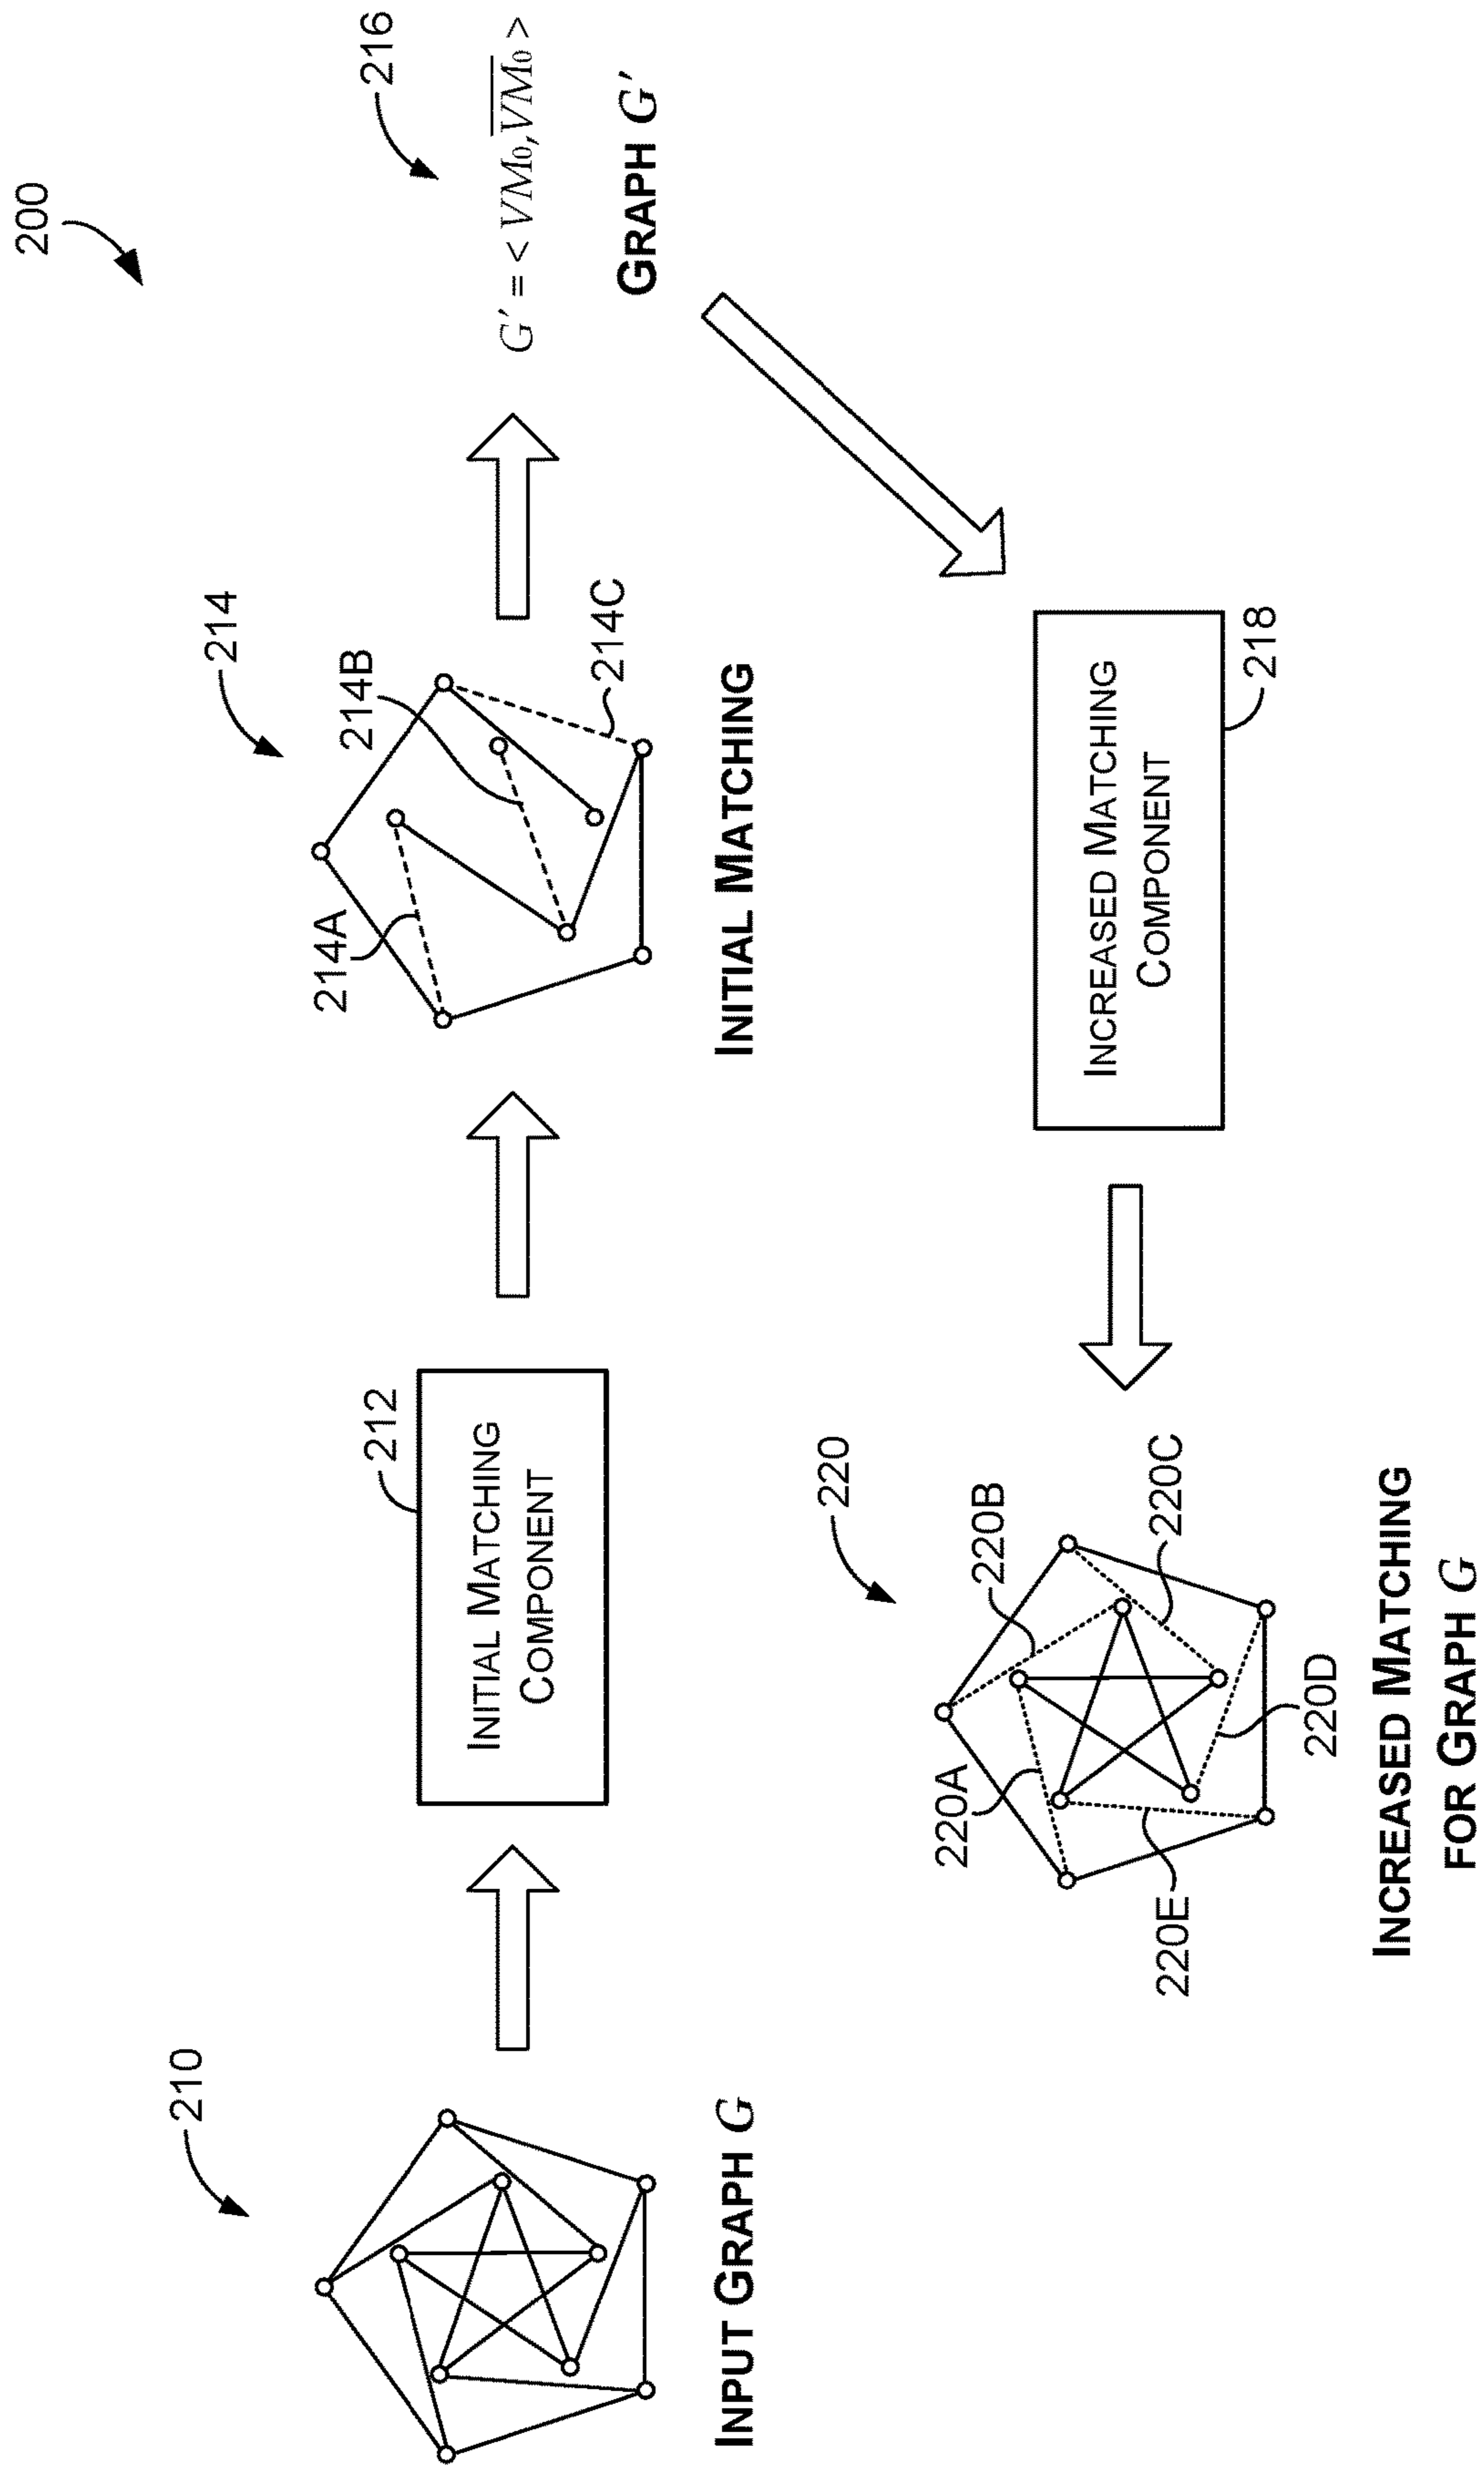 200
210
INPUT GRAPH G
212
INITIAL MATCHING
COMPONENT
214
214A
214B
214C
INITIAL MATCHING
216
G′ = < VM₀, V̅M̅₀ >
GRAPH G′
218
INCREASED MATCHING
COMPONENT
220
220A
220B
220C
220D
220E
INCREASED MATCHING
FOR GRAPH G